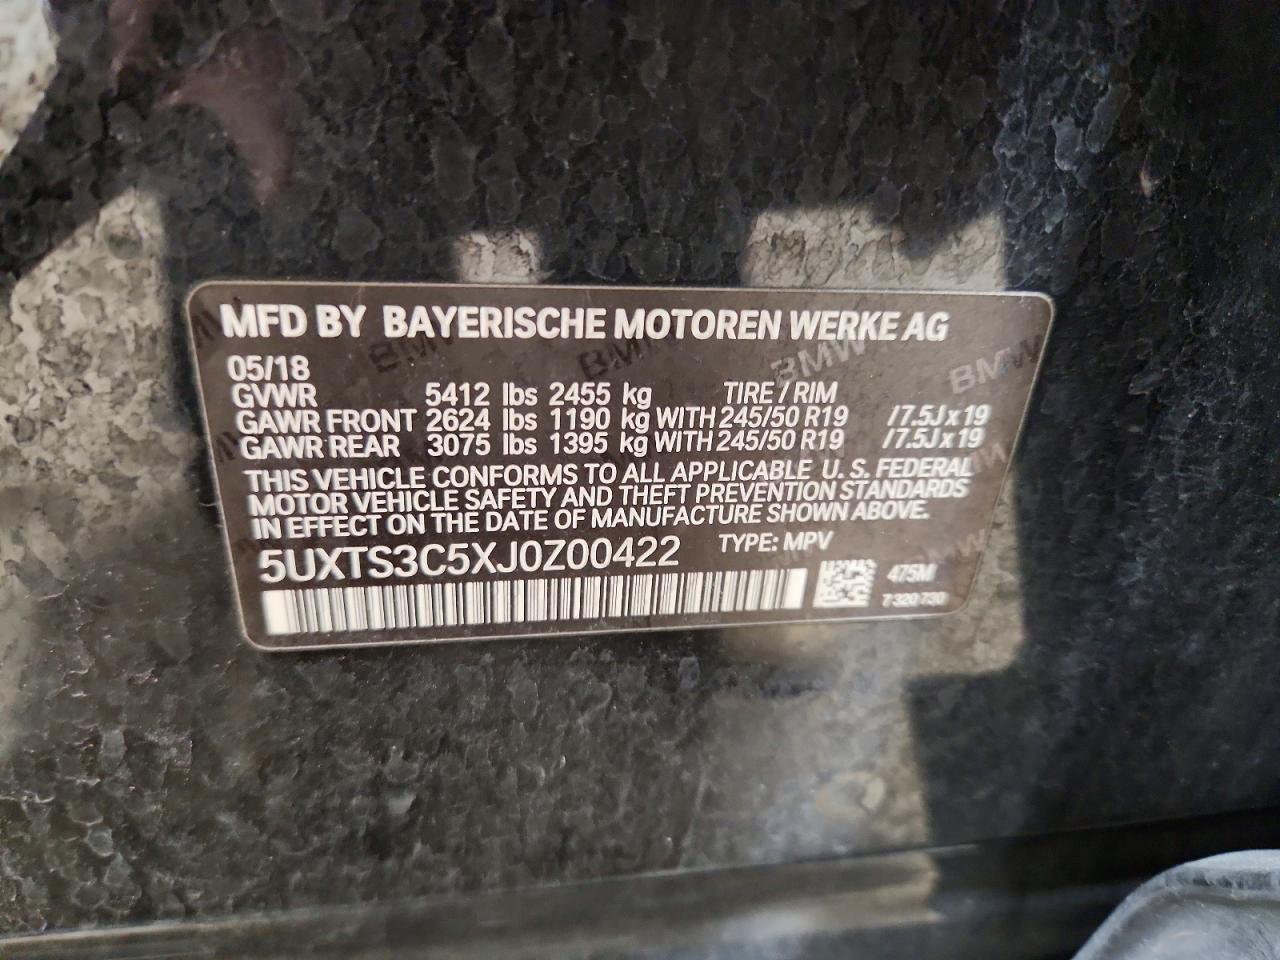 MFD BY BAYERISCHE MOTOREN WERKE AG
05/18
GVWR 5412 lbs 2455 kg TIRE / RIM
GAWR FRONT 2624 lbs 1190 kg WITH 245/50 R19 /7.5J x 19
GAWR REAR 3075 lbs 1395 kg WITH 245/50 R19 /7.5J x 19
THIS VEHICLE CONFORMS TO ALL APPLICABLE U. S. FEDERAL
MOTOR VEHICLE SAFETY AND THEFT PREVENTION STANDARDS
IN EFFECT ON THE DATE OF MANUFACTURE SHOWN ABOVE.
5UXTS3C5XJ0Z00422 TYPE: MPV
475M
7 320 730